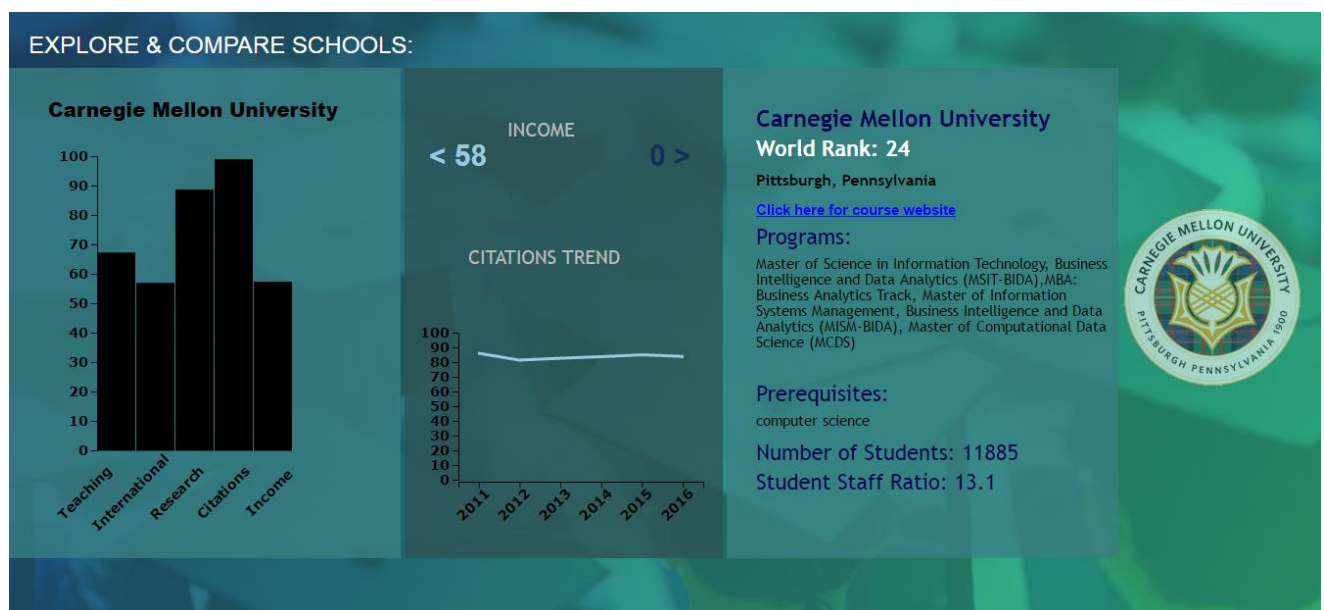 EXPLORE & COMPARE SCHOOLS:
Carnegie Mellon University
100
90
80
70
60
50
40
30
20
10
0
Teaching
International
Research
Citations
Income
INCOME
< 58
0 >
CITATIONS TREND
100
90
80
70
60
50
40
30
20
10
0
2011
2012
2013
2014
2015
2016
Carnegie Mellon University
World Rank: 24
Pittsburgh, Pennsylvania
Click here for course website
Programs:
Master of Science in Information Technology, Business
Intelligence and Data Analytics (MSIT-BIDA),MBA:
Business Analytics Track, Master of Information
Systems Management, Business Intelligence and Data
Analytics (MISM-BIDA), Master of Computational Data
Science (MCDS)
Prerequisites:
computer science
Number of Students: 11885
Student Staff Ratio: 13.1
CARNEGIE MELLON UNIVERSITY
PITTSBURGH PENNSYLVANIA 1900